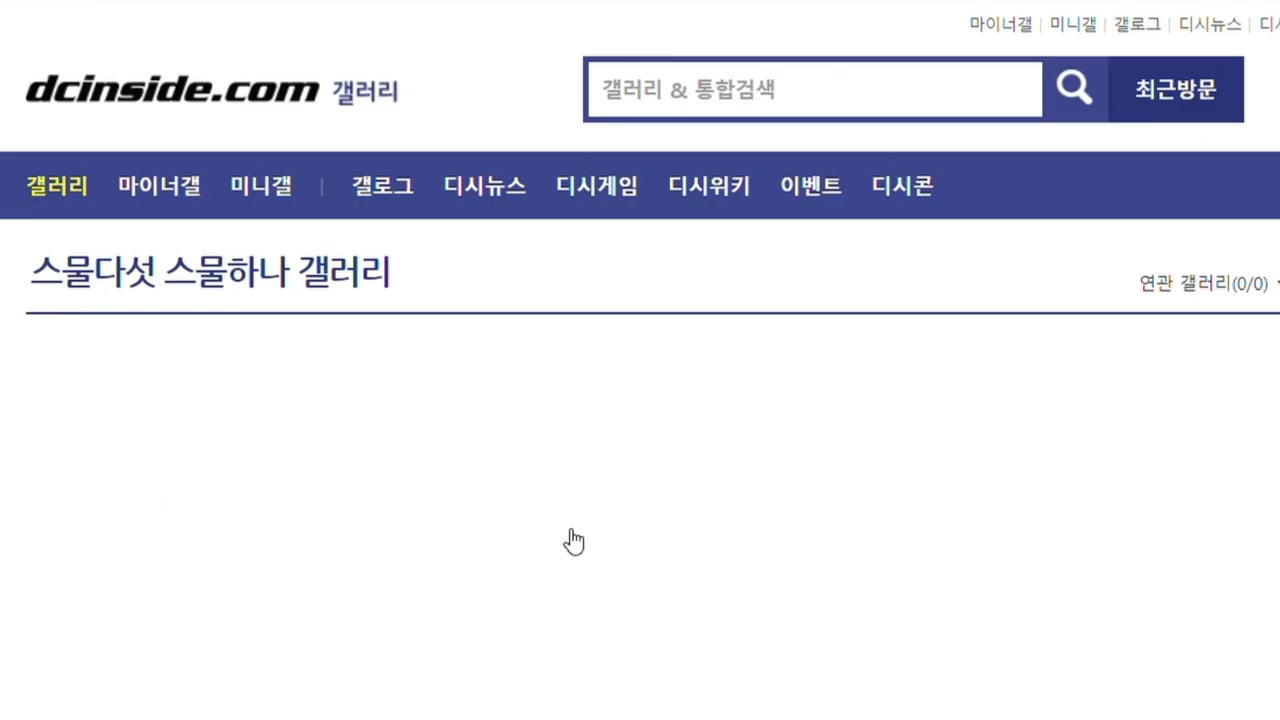 마이너갤 | 미니갤 | 갤로그 | 디시뉴스 |
dcinside.com 갤러리
갤러리 & 통합검색
최근방문
갤러리 마이너갤 미니갤 | 갤로그 디시뉴스 디시게임 디시위키 이벤트 디시콘
스물다섯 스물하나 갤러리
연관 갤러리(0/0)